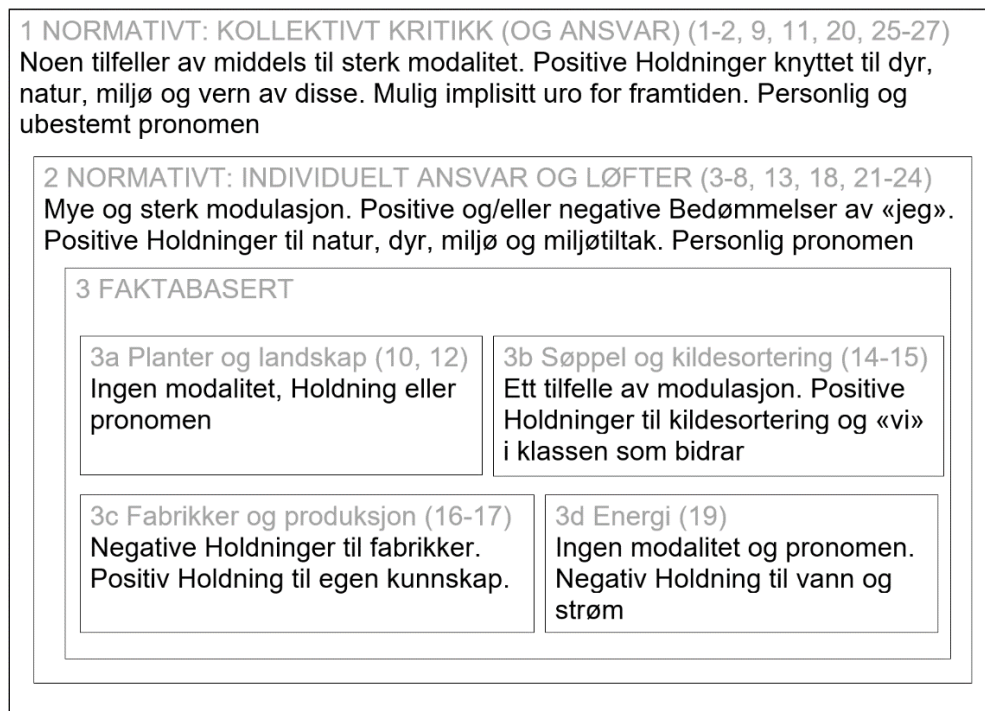 1 NORMATIVT: KOLLEKTIVT KRITIKK (OG ANSVAR) (1-2, 9, 11, 20, 25-27)
Noen tilfeller av middels til sterk modalitet. Positive Holdninger knyttet til dyr,
natur, miljø og vern av disse. Mulig implisitt uro for framtiden. Personlig og
ubestemt pronomen
2 NORMATIVT: INDIVIDUELT ANSVAR OG LØFTER (3-8, 13, 18, 21-24)
Mye og sterk modulasjon. Positive og/eller negative Bedømmelser av «jeg».
Positive Holdninger til natur, dyr, miljø og miljøtiltak. Personlig pronomen
3 FAKTABASERT
3a Planter og landskap (10, 12)
Ingen modalitet, Holdning eller
pronomen
3b Søppel og kildesortering (14-15)
Ett tilfelle av modulasjon. Positive
Holdninger til kildesortering og «vi»
i klassen som bidrar
3c Fabrikker og produksjon (16-17)
Negative Holdninger til fabrikker.
Positiv Holdning til egen kunnskap.
3d Energi (19)
Ingen modalitet og pronomen.
Negativ Holdning til vann og
strøm